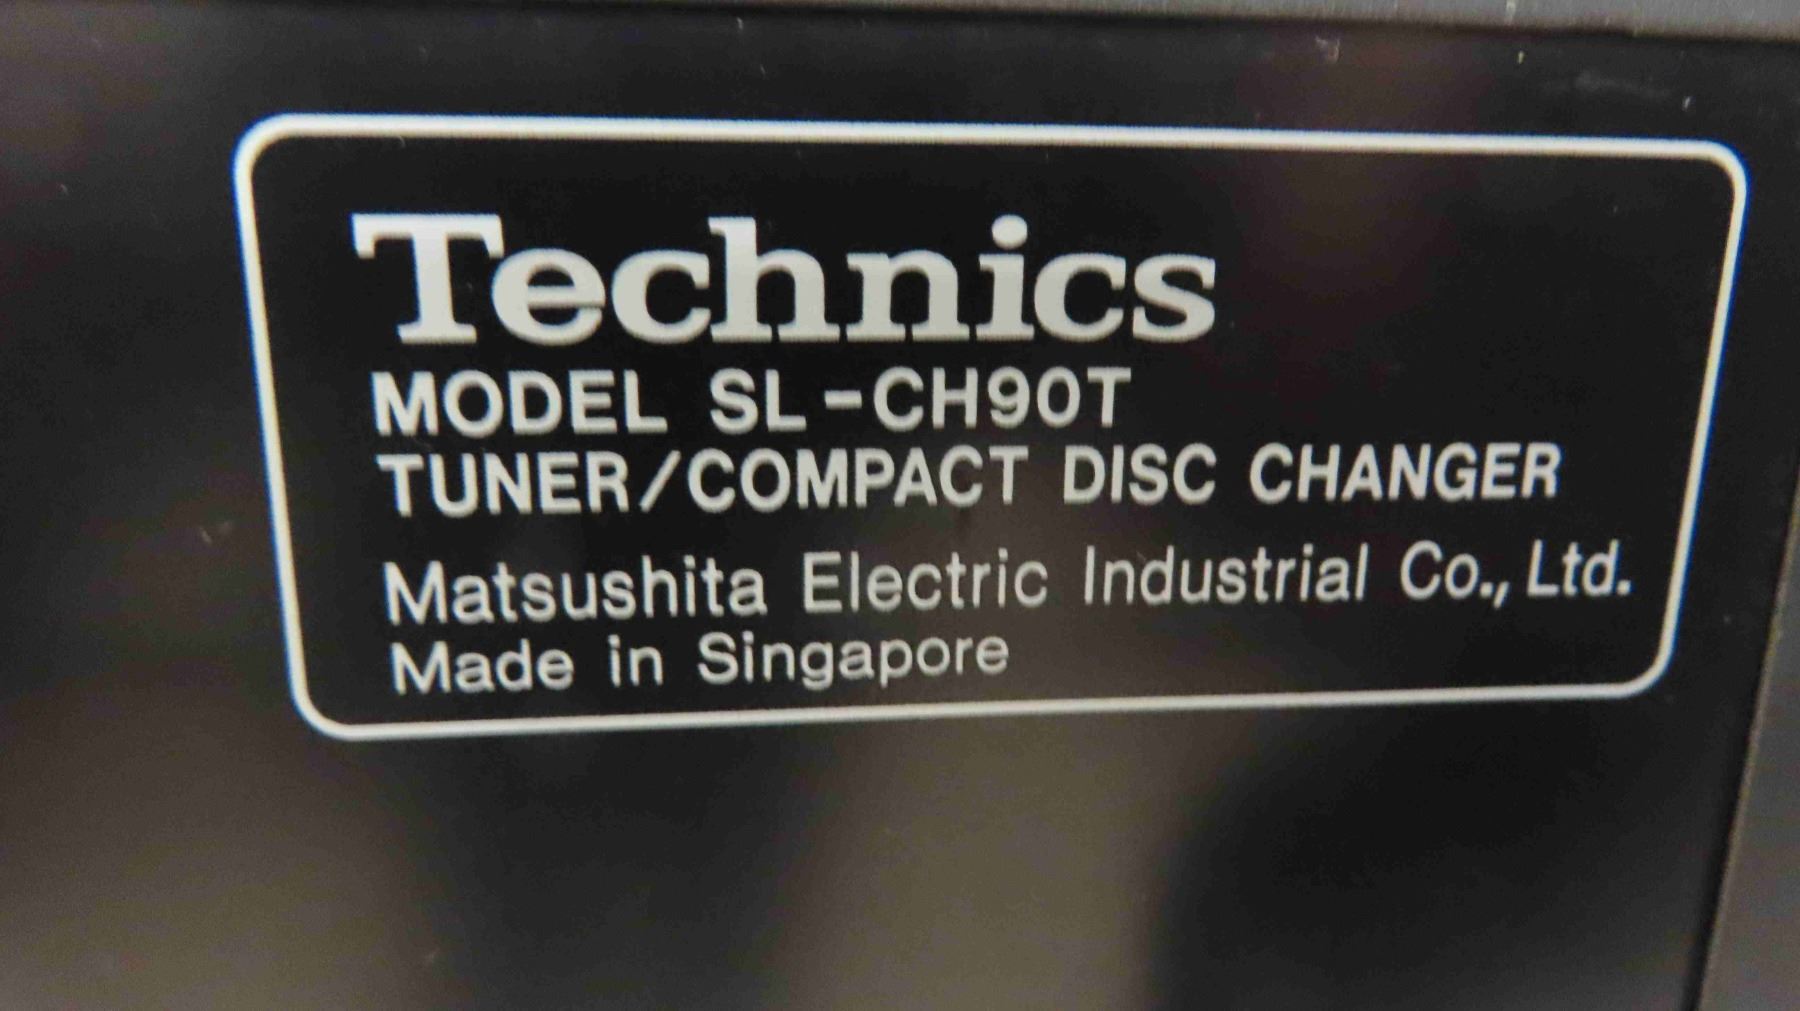 Technics
MODEL SL-CH90T
TUNER/COMPACT DISC CHANGER
Matsushita Electric Industrial Co., Ltd.
Made in Singapore